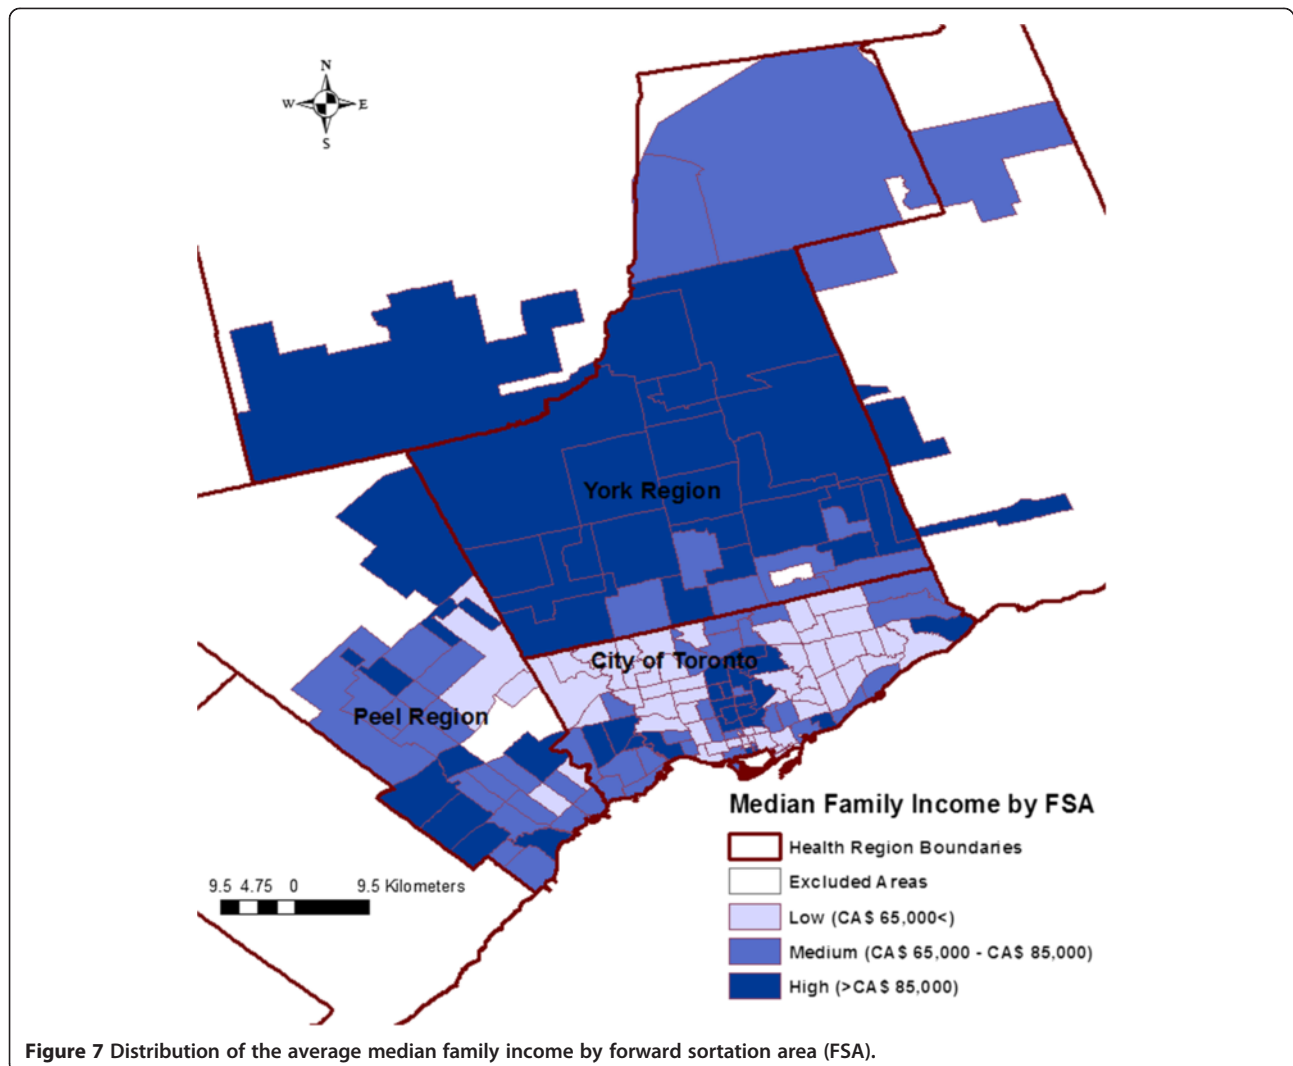 N
W E
S
York Region
City of Toronto
Peel Region
Median Family Income by FSA
Health Region Boundaries
Excluded Areas
Low (CA$ 65,000<)
Medium (CA$ 65,000 - CA$ 85,000)
High (>CA$ 85,000)
9.5 4.75 0 9.5 Kilometers
Figure 7 Distribution of the average median family income by forward sortation area (FSA).